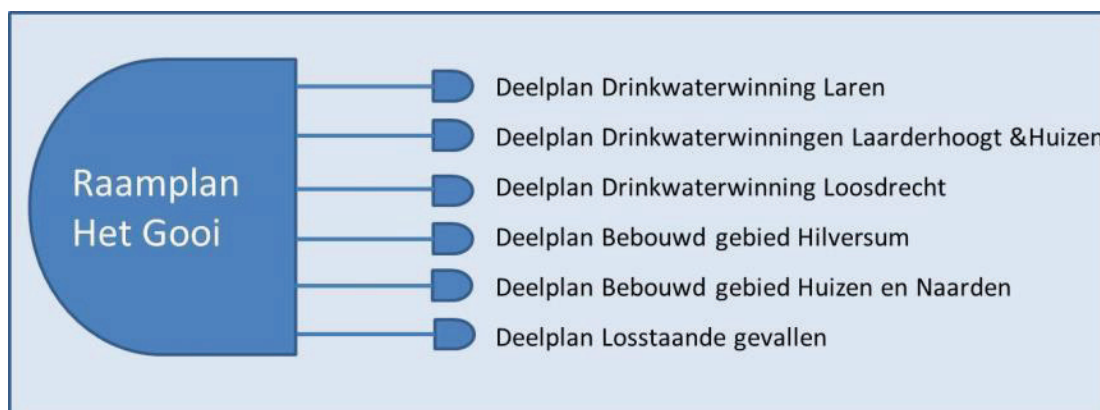 Raamplan
Het Gooi
Deelplan Drinkwaterwinning Laren
Deelplan Drinkwaterwinningen Laarderhoogt &Huizen
Deelplan Drinkwaterwinning Loosdrecht
Deelplan Bebouwd gebied Hilversum
Deelplan Bebouwd gebied Huizen en Naarden
Deelplan Losstaande gevallen